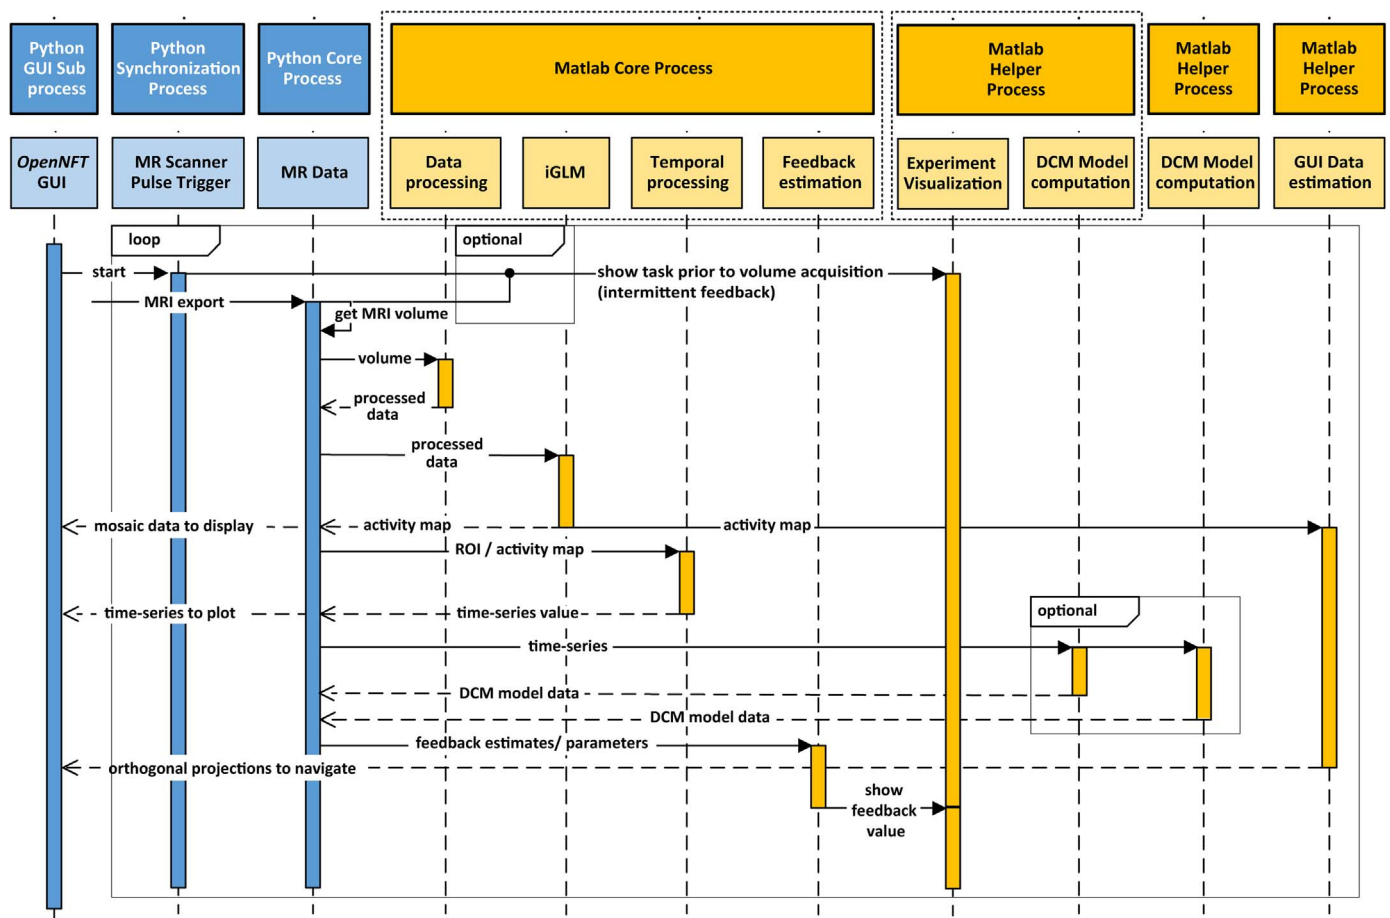 Python
GUI Sub
process
Python
Synchronization
Process
Python Core
Process
Matlab Core Process
Matlab
Helper
Process
Matlab
Helper
Process
Matlab
Helper
Process
OpenNFT
GUI
MR Scanner
Pulse Trigger
MR Data
Data
processing
iGLM
Temporal
processing
Feedback
estimation
Experiment
Visualization
DCM Model
computation
DCM Model
computation
GUI Data
estimation
loop
optional
start
show task prior to volume acquisition
(intermittent feedback)
MRI export
get MRI volume
volume
processed
data
processed
data
mosaic data to display
activity map
activity map
ROI / activity map
time-series to plot
time-series value
optional
time-series
DCM model data
DCM model data
feedback estimates/ parameters
orthogonal projections to navigate
show
feedback
value